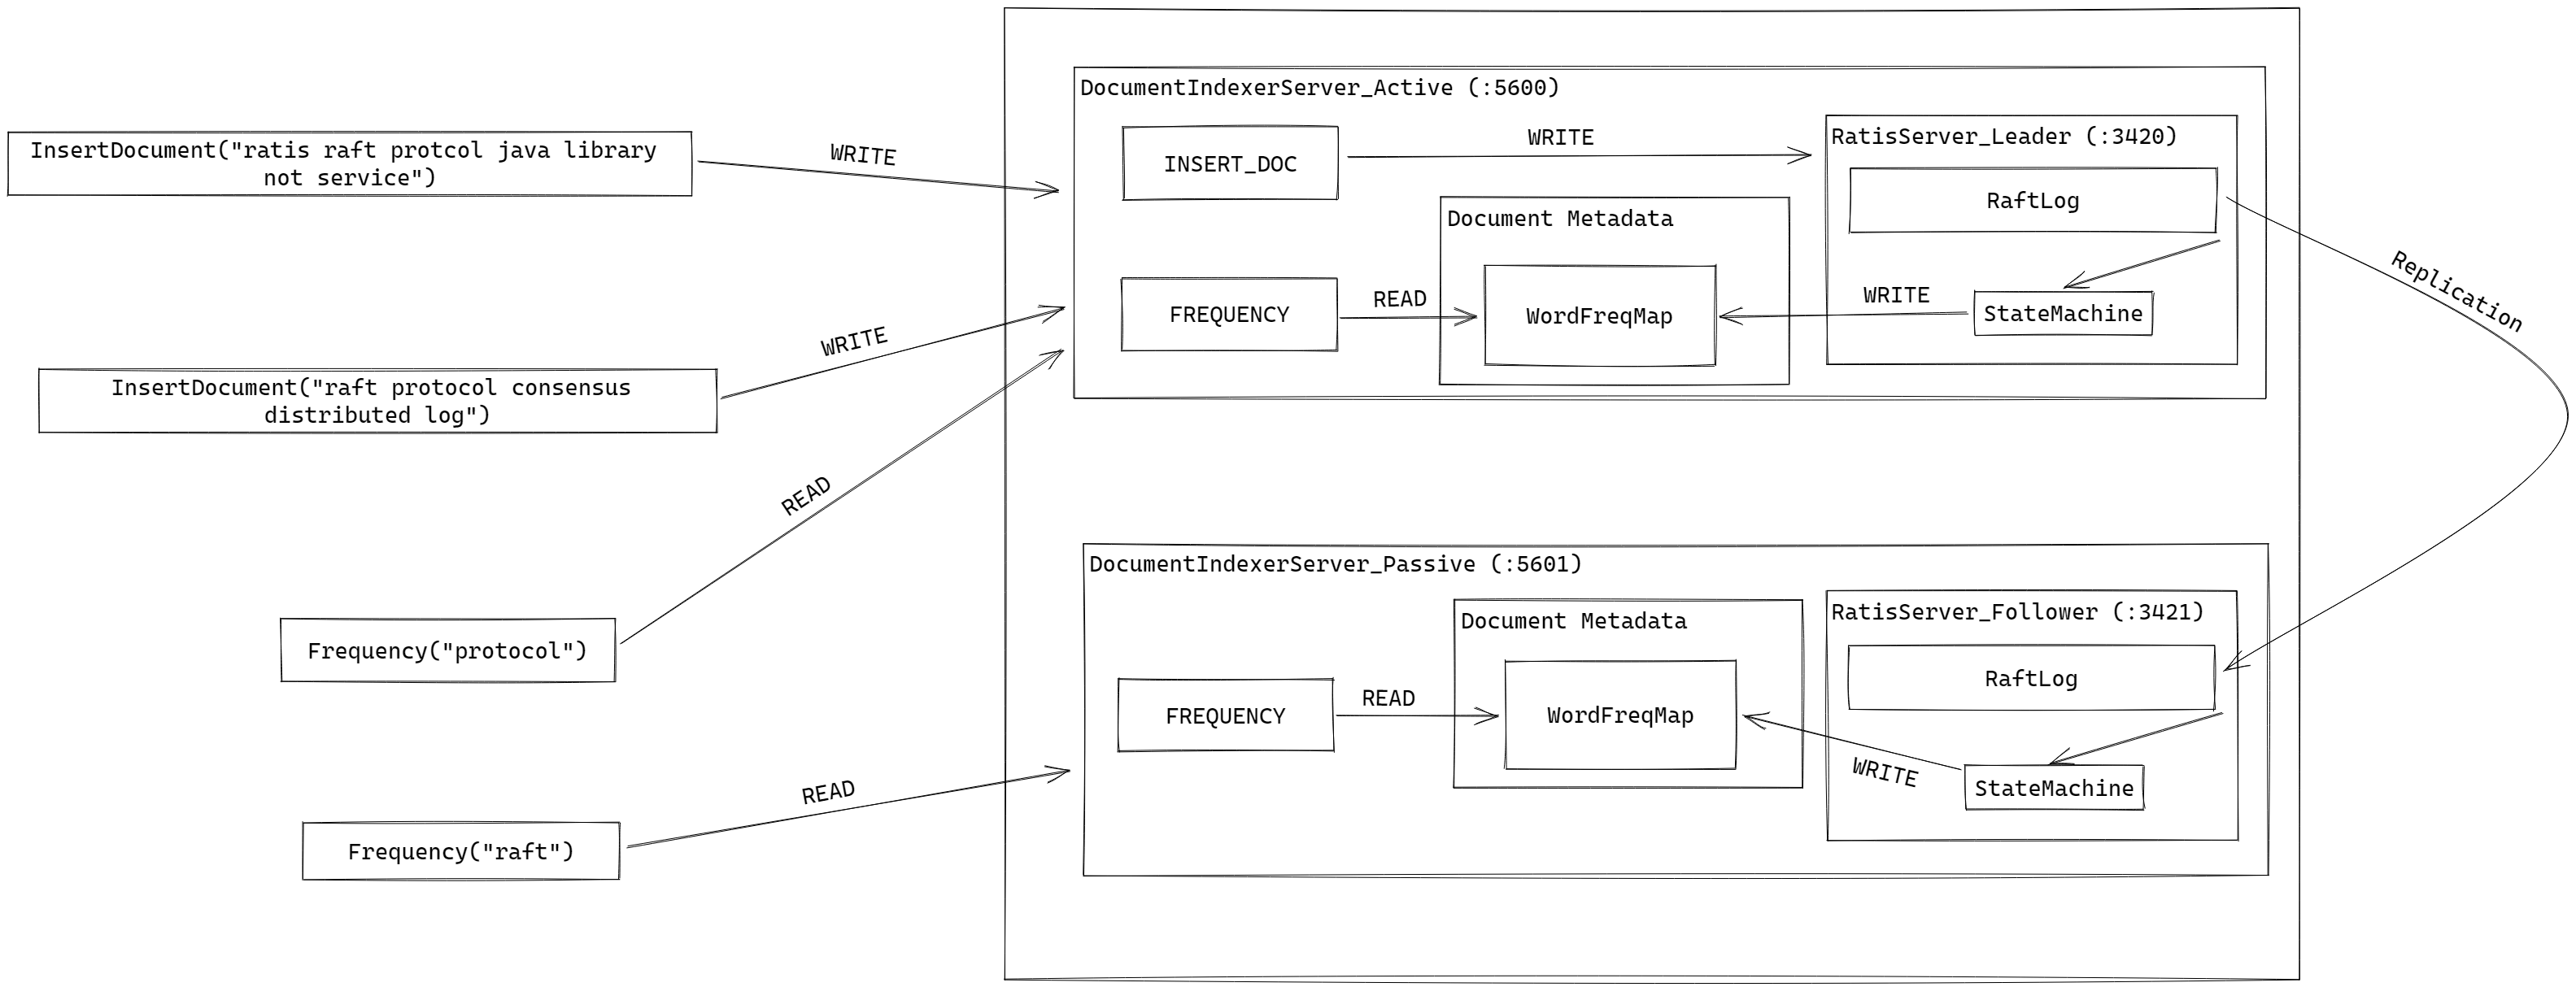 InsertDocument("ratis raft protcol java library
not service")
WRITE
InsertDocument("raft protocol consensus
distributed log")
WRITE
Frequency("protocol")
READ
Frequency("raft")
READ
DocumentIndexerServer_Active (:5600)
INSERT_DOC
WRITE
FREQUENCY
READ
Document Metadata
WordFreqMap
WRITE
RatisServer_Leader (:3420)
RaftLog
StateMachine
Replication
DocumentIndexerServer_Passive (:5601)
FREQUENCY
READ
Document Metadata
WordFreqMap
WRITE
RatisServer_Follower (:3421)
RaftLog
StateMachine